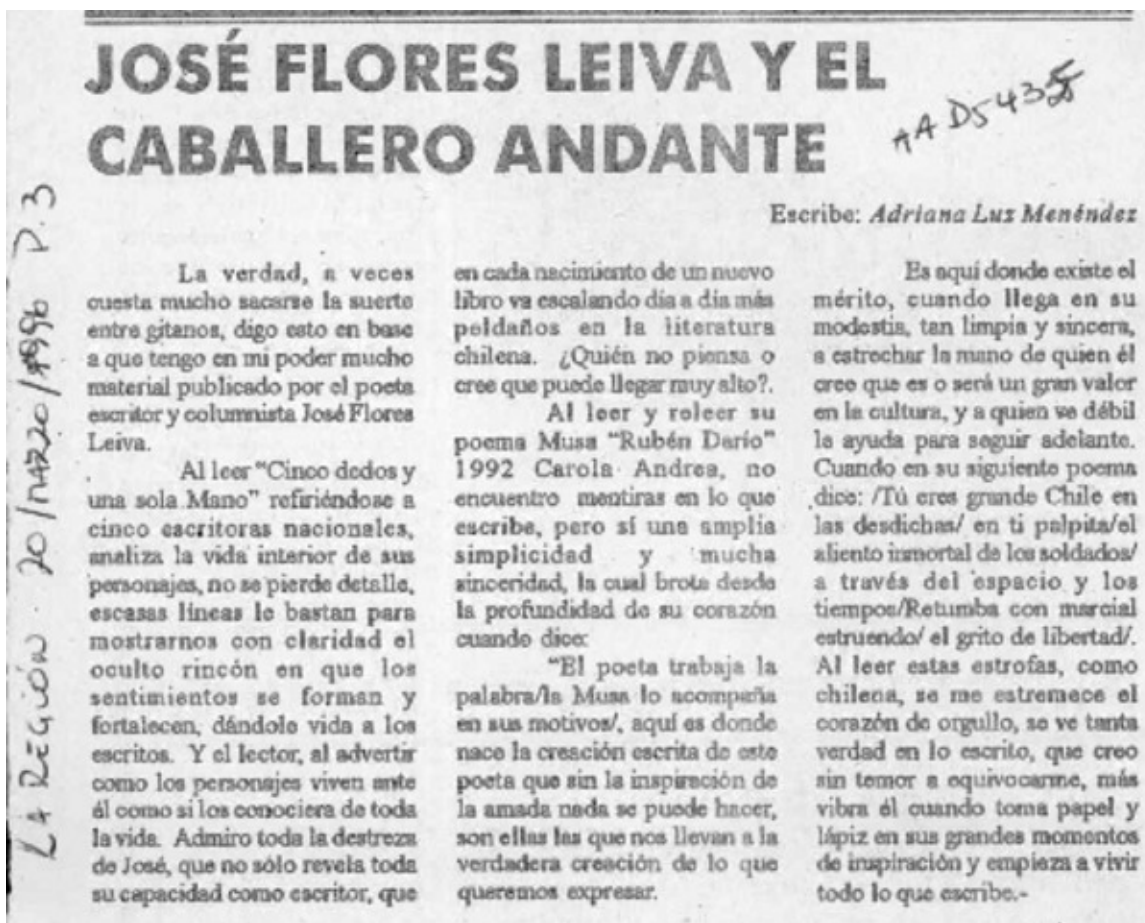 JOSÉ FLORES LEIVA Y EL
CABALLERO ANDANTE
AAD5435
Escribe: Adriana Luz Menéndez
LA REGIÓN 20/MARZO/1996 P. 3
La verdad, a veces
cuesta mucho sacarse la suerte
entre gitanos, digo esto en base
a que tengo en mi poder mucho
material publicado por el poeta
escritor y columnista José Flores
Leiva.
Al leer "Cinco dedos y
una sola Mano" refiriéndose a
cinco escritoras nacionales,
analiza la vida interior de sus
personajes, no se pierde detalle,
escasas líneas le bastan para
mostrarnos con claridad el
oculto rincón en que los
sentimientos se forman y
fortalecen, dándole vida a los
escritos. Y el lector, al advertir
como los personajes viven ante
él como si los conociera de toda
la vida. Admiro toda la destreza
de José, que no sólo revela toda
su capacidad como escritor, que
en cada nacimiento de un nuevo
libro va escalando día a día más
peldaños en la literatura
chilena. ¿Quién no piensa o
cree que puede llegar muy alto?.
Al leer y releer su
poema Musa "Rubén Darío"
1992 Carola Andrea, no
encuentro mentiras en lo que
escribe, pero sí una amplia
simplicidad y mucha
sinceridad, la cual brota desde
la profundidad de su corazón
cuando dice:
"El poeta trabaja la
palabra/la Musa lo acompaña
en sus motivos/, aquí es donde
nace la creación escrita de este
poeta que sin la inspiración de
la amada nada se puede hacer,
son ellas las que nos llevan a la
verdadera creación de lo que
queremos expresar.
Es aquí donde existe el
mérito, cuando llega en su
modestia, tan limpia y sincera,
a estrechar la mano de quien él
cree que es o será un gran valor
en la cultura, y a quien ve débil
le ayuda para seguir adelante.
Cuando en su siguiente poema
dice: /Tú eres grande Chile en
las desdichas/ en ti palpita/el
aliento inmortal de los soldados/
a través del espacio y los
tiempos/Retumba con marcial
estruendo/ el grito de libertad/.
Al leer estas estrofas, como
chilena, se me estremece el
corazón de orgullo, se ve tanta
verdad en lo escrito, que creo
sin temor a equivocarme, más
vibra él cuando toma papel y
lápiz en sus grandes momentos
de inspiración y empieza a vivir
todo lo que escribe.-